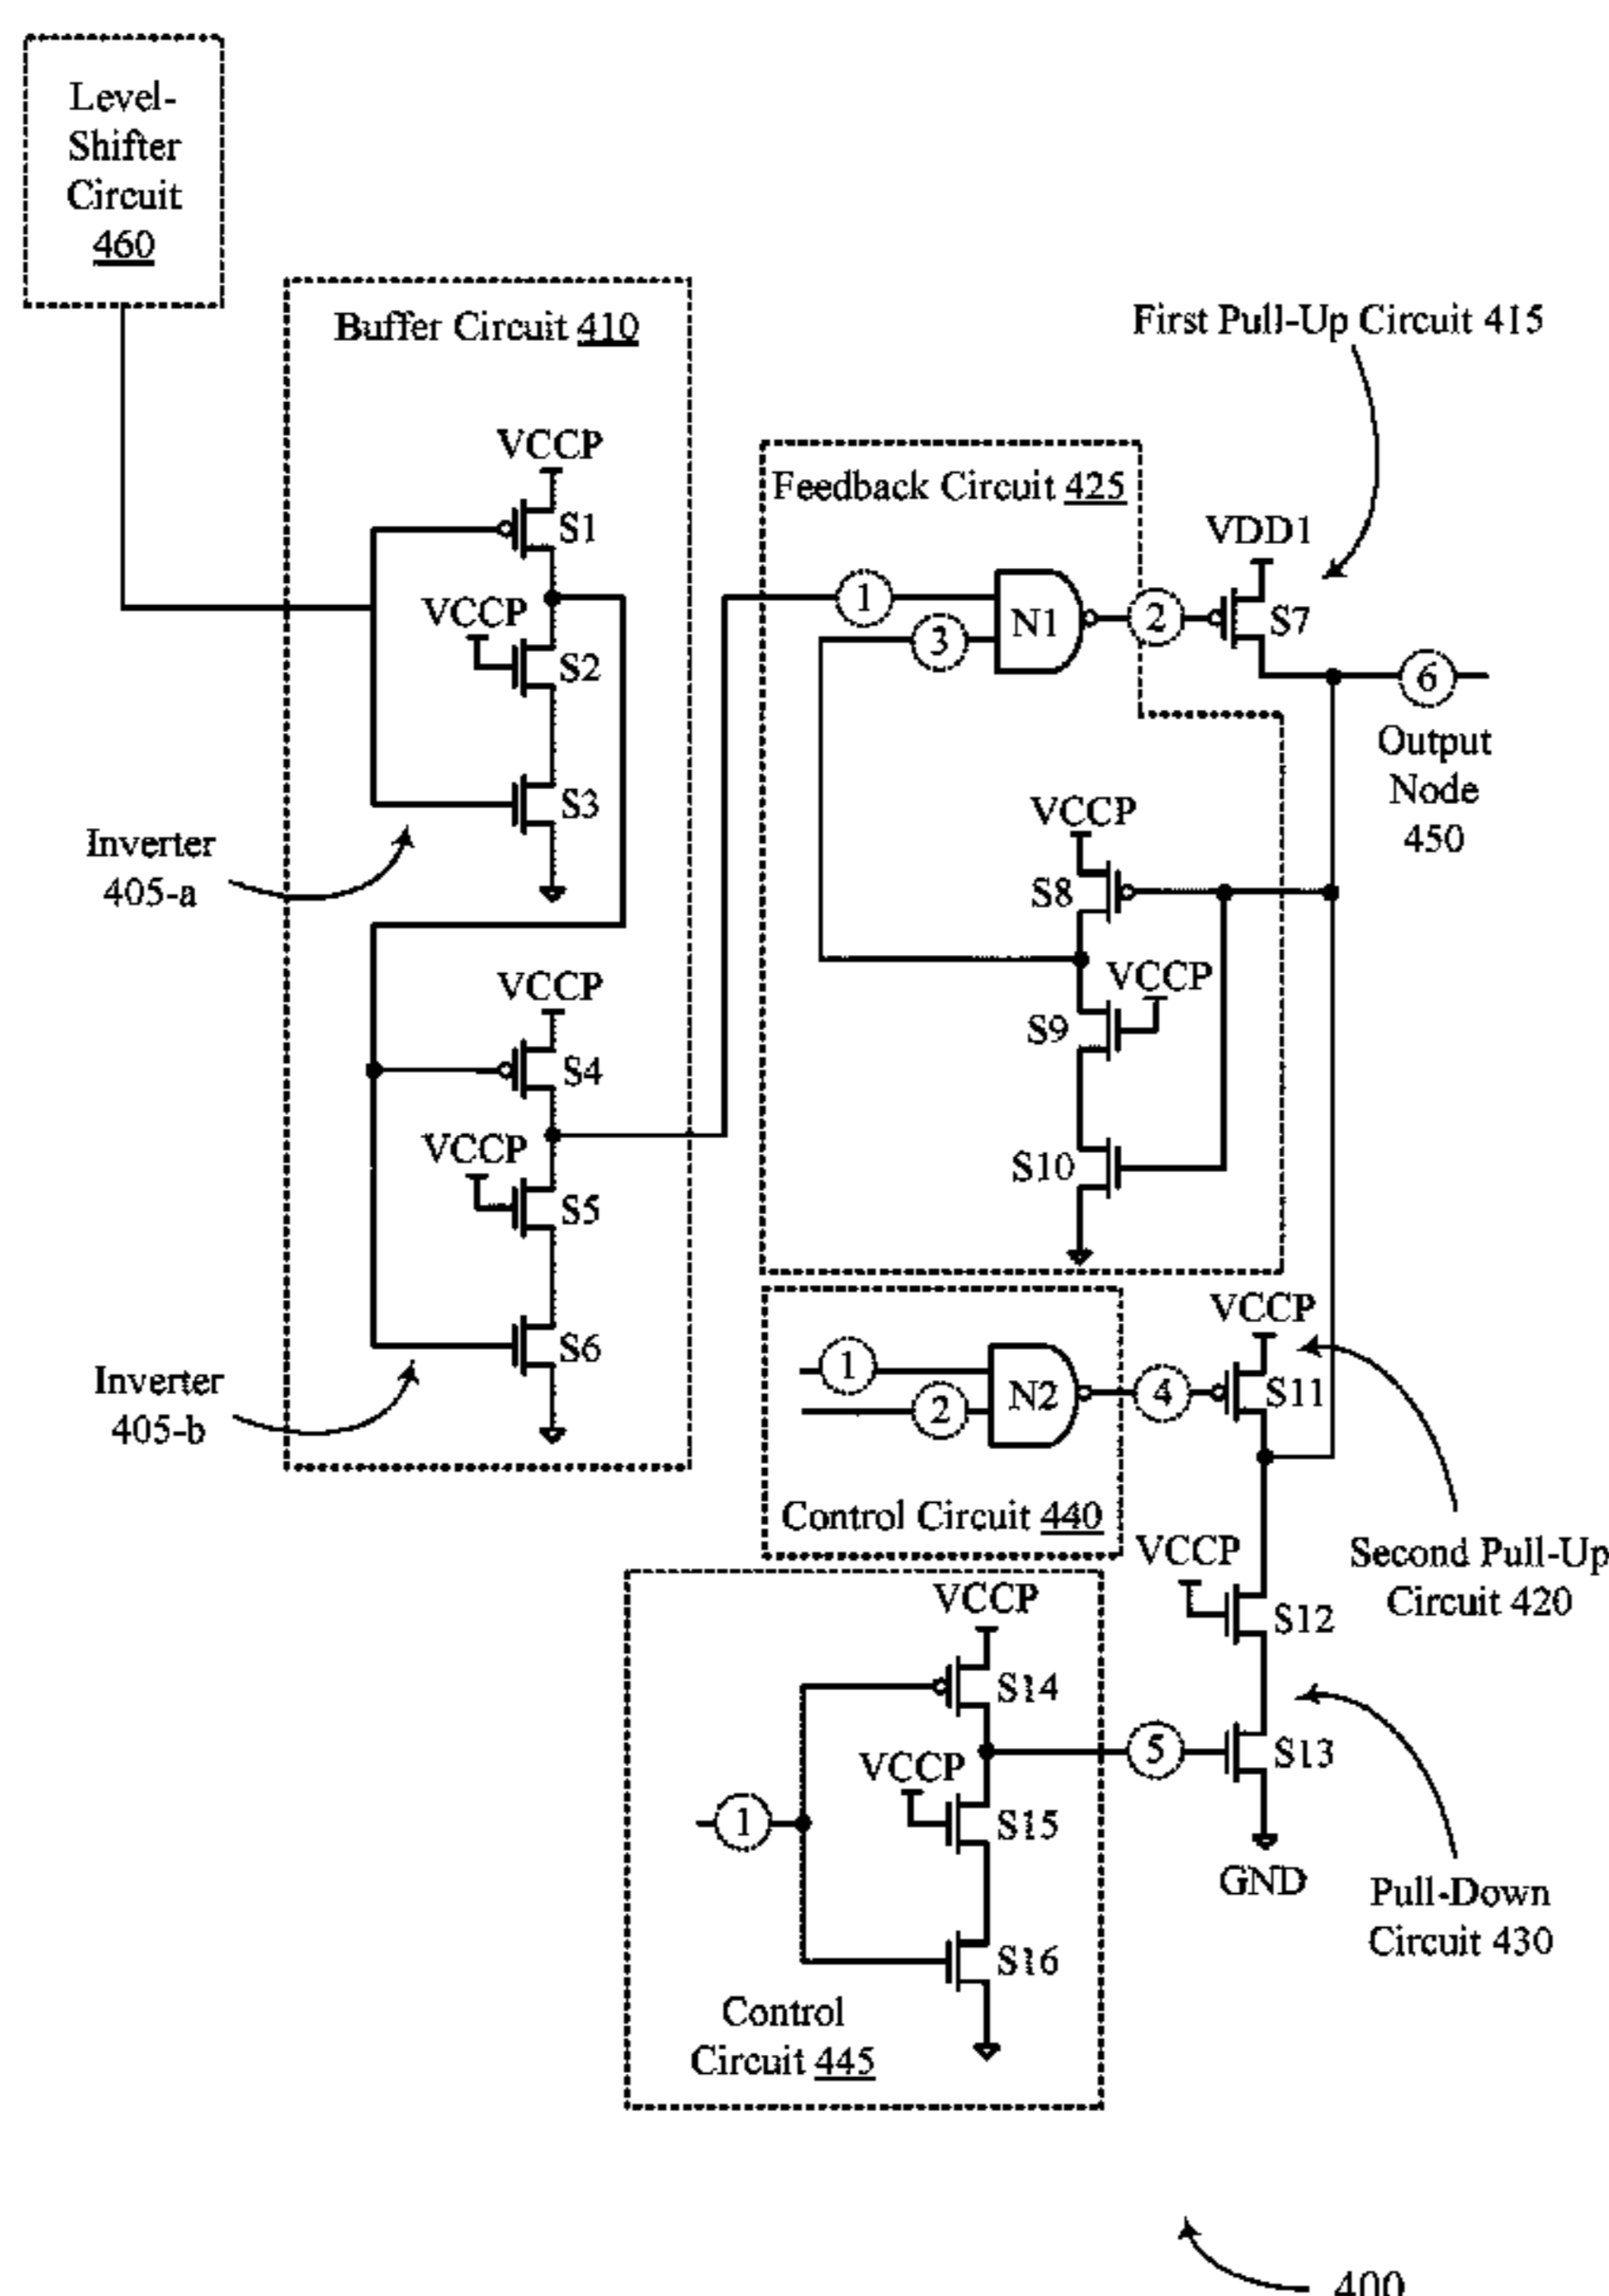 Level-
Shifter
Circuit
460
Buffer Circuit 410
VCCP
S1
VCCP
S2
S3
Inverter
405-a
VCCP
S4
VCCP
S5
S6
Inverter
405-b
First Pull-Up Circuit 415
Feedback Circuit 425
1
3
N1
2
VDD1
S7
6
Output
Node
450
VCCP
S8
VCCP
S9
S10
1
2
N2
4
VCCP
S11
Control Circuit 440
Second Pull-Up
Circuit 420
VCCP
S12
VCCP
S14
VCCP
S15
1
5
S13
GND
S16
Pull-Down
Circuit 430
Control
Circuit 445
400